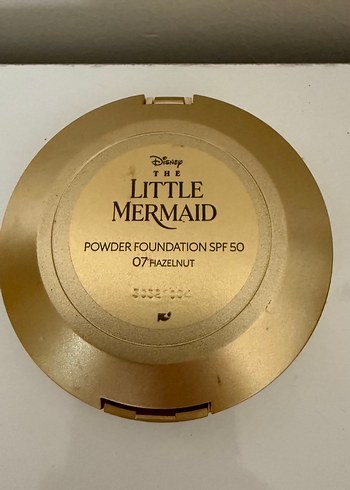 Disney
THE
LITTLE
MERMAID
POWDER FOUNDATION SPF 50
07 HAZELNUT